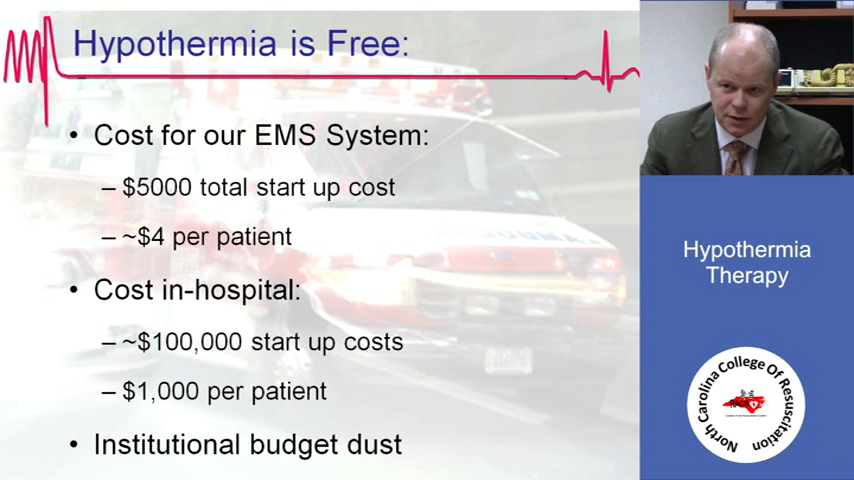 Hypothermia is Free:
• Cost for our EMS System:
– $5000 total start up cost
– ~$4 per patient
• Cost in-hospital:
– ~$100,000 start up costs
– $1,000 per patient
• Institutional budget dust
Hypothermia
Therapy
North Carolina College Of Resuscitation